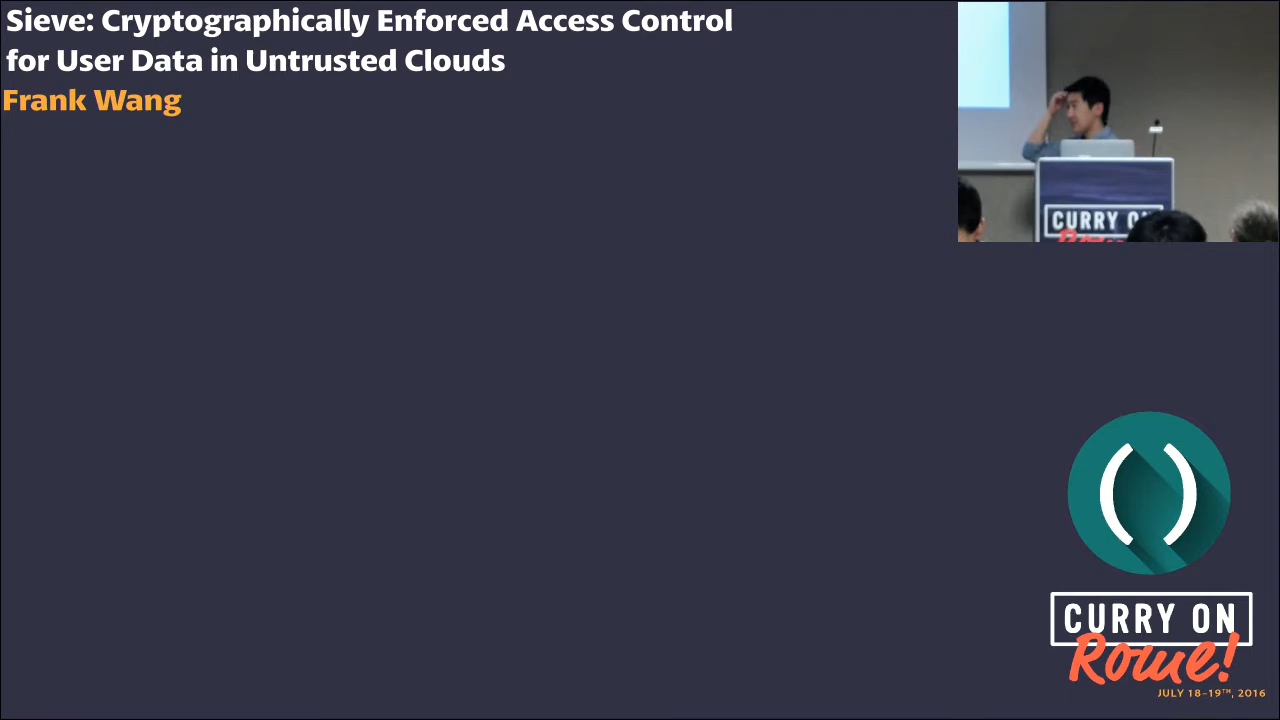 Sieve: Cryptographically Enforced Access Control
for User Data in Untrusted Clouds
Frank Wang
CURRY
()
CURRY ON
Rome!
JULY 18-19TH, 2016